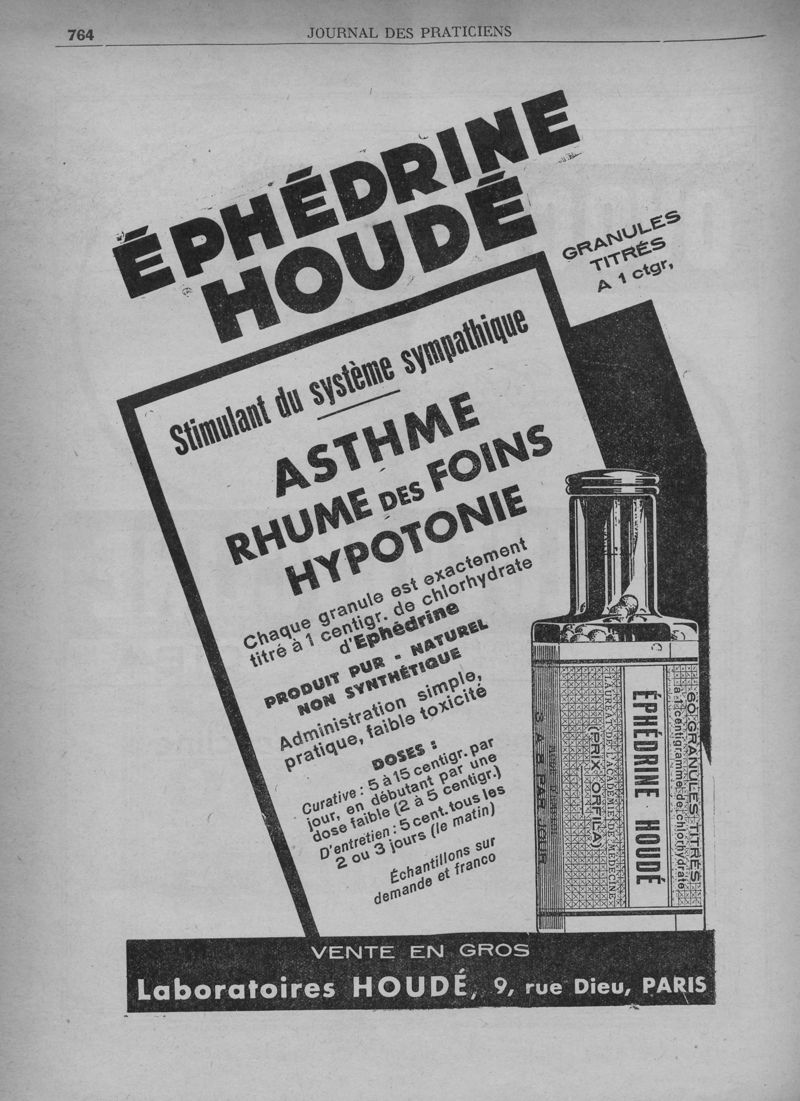 764
JOURNAL DES PRATICIENS
ÉPHÉDRINE
HOUDÉ
GRANULES
TITRÉS
A 1 ctgr,
Stimulant du système sympathique
ASTHME
RHUME DES FOINS
HYPOTONIE
Chaque granule est exactement
titré à 1 centigr. de chlorhydrate
d'Ephédrine
PRODUIT PUR - NATUREL
NON SYNTHÉTIQUE
Administration simple,
pratique, faible toxicité
DOSES :
Curative : 5 à 15 centigr. par
jour, en débutant par une
dose faible (2 à 5 centigr.)
D'entretien : 5 cent. tous les
2 ou 3 jours (le matin)
Échantillons sur
demande et franco
60 GRANULES TITRÉS
à 1 centigramme de chlorhydrate
ÉPHÉDRINE HOUDÉ
LAURÉAT DE L'ACADÉMIE DE MÉDECINE
(PRIX ORFILA)
MODE D'EMPLOI
3 A 8 PAR JOUR
VENTE EN GROS
Laboratoires HOUDÉ, 9, rue Dieu, PARIS